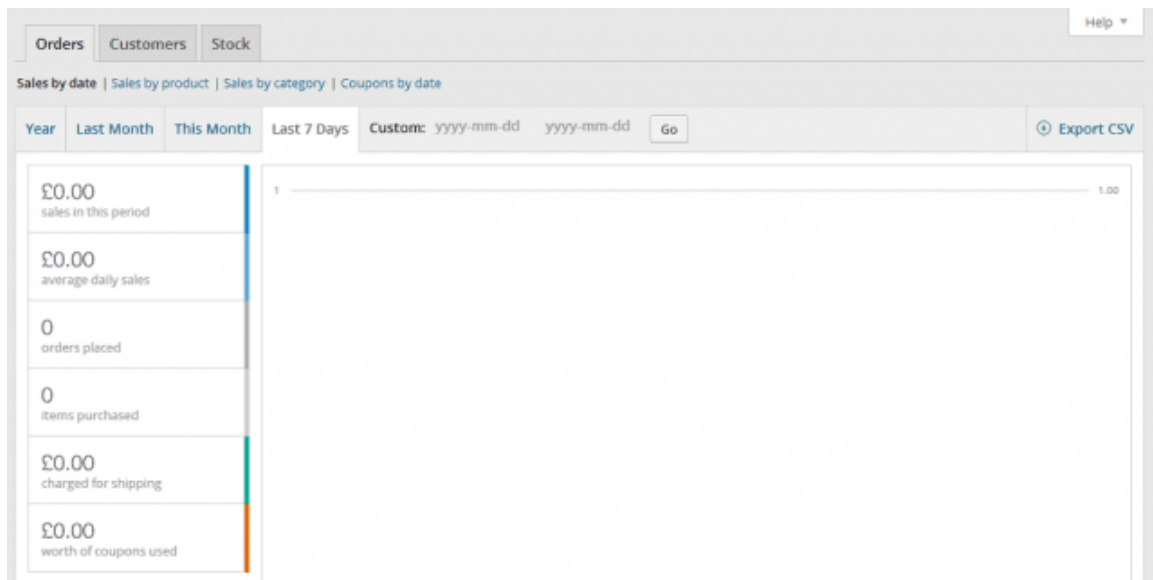 Help
Orders Customers Stock
Sales by date | Sales by product | Sales by category | Coupons by date
Year Last Month This Month Last 7 Days Custom: yyyy-mm-dd yyyy-mm-dd Go Export CSV
£0.00
sales in this period
£0.00
average daily sales
0
orders placed
0
items purchased
£0.00
charged for shipping
£0.00
worth of coupons used
1 1.00